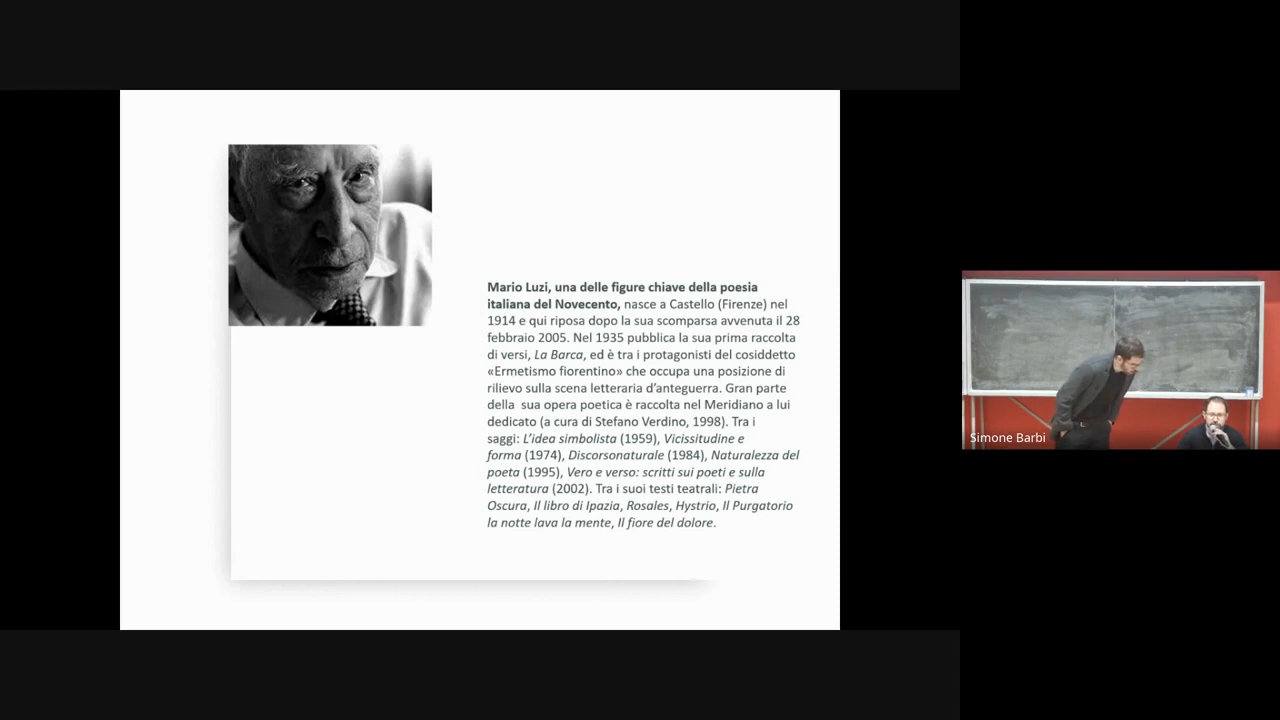 Mario Luzi, una delle figure chiave della poesia
italiana del Novecento, nasce a Castello (Firenze) nel
1914 e qui riposa dopo la sua scomparsa avvenuta il 28
febbraio 2005. Nel 1935 pubblica la sua prima raccolta
di versi, La Barca, ed è tra i protagonisti del cosiddetto
«Ermetismo fiorentino» che occupa una posizione di
rilievo sulla scena letteraria d’anteguerra. Gran parte
della  sua opera poetica è raccolta nel Meridiano a lui
dedicato (a cura di Stefano Verdino, 1998). Tra i
saggi: L’idea simbolista (1959), Vicissitudine e
forma (1974), Discorsonaturale (1984), Naturalezza del
poeta (1995), Vero e verso: scritti sui poeti e sulla
letteratura (2002). Tra i suoi testi teatrali: Pietra
Oscura, Il libro di Ipazia, Rosales, Hystrio, Il Purgatorio
la notte lava la mente, Il fiore del dolore.
Simone Barbi